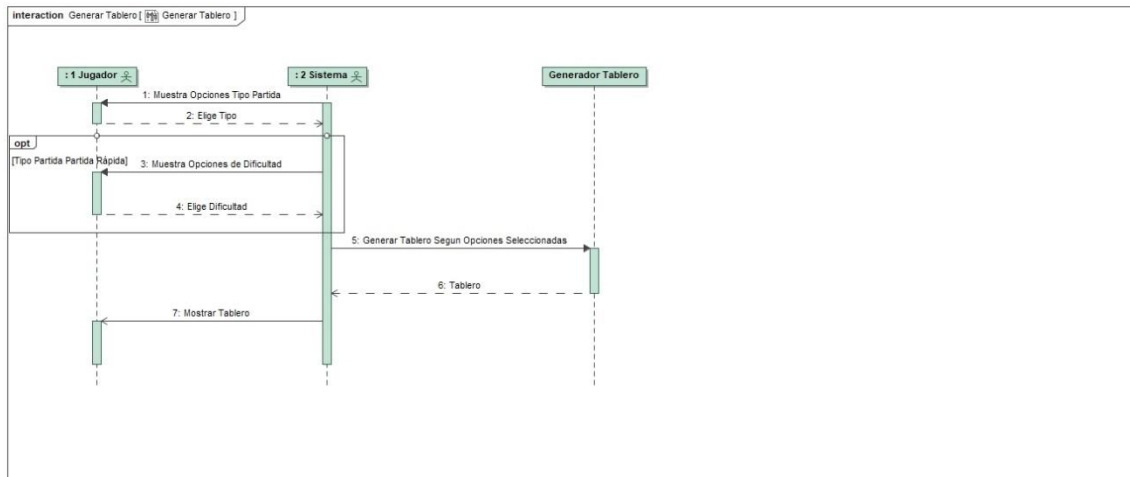 interaction Generar Tablero [ Generar Tablero ]
: 1 Jugador
: 2 Sistema
Generador Tablero
1: Muestra Opciones Tipo Partida
2: Elige Tipo
opt
[Tipo Partida Partida Rápida]
3: Muestra Opciones de Dificultad
4: Elige Dificultad
5: Generar Tablero Segun Opciones Seleccionadas
6: Tablero
7: Mostrar Tablero